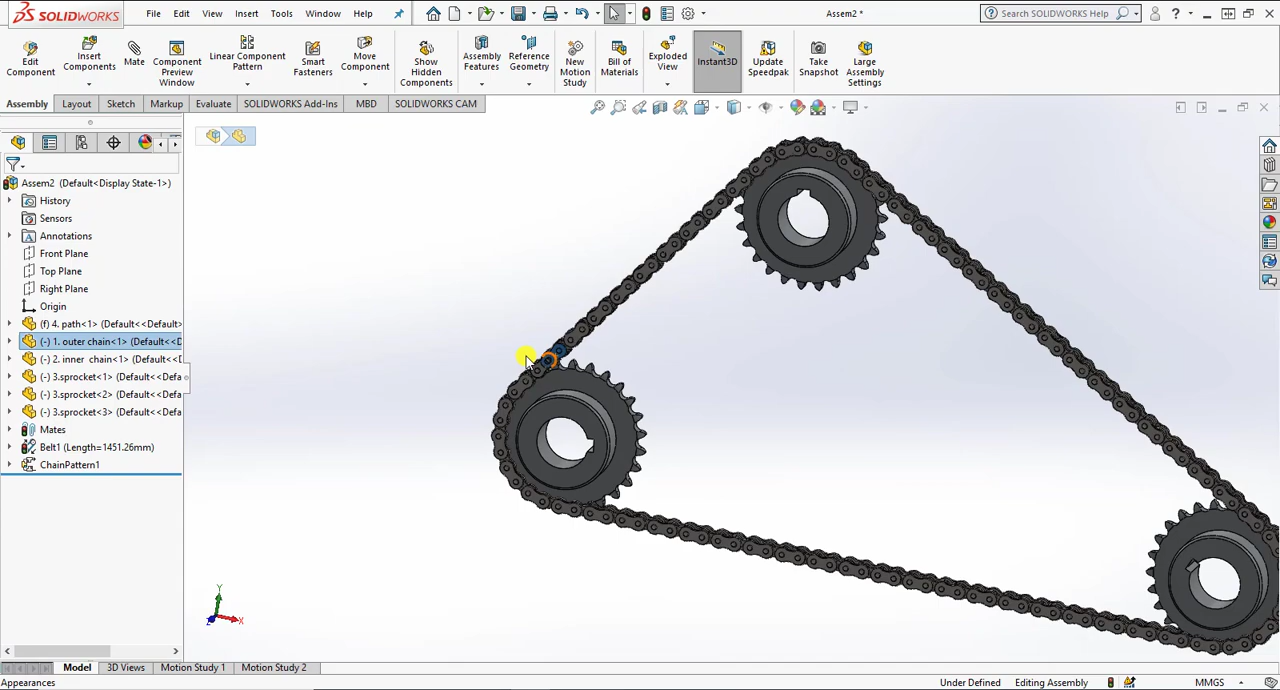 SOLIDWORKS File Edit View Insert Tools Window Help Assem2 * Search SOLIDWORKS Help
Edit Component
Insert Components
Mate
Component Preview Window
Linear Component Pattern
Smart Fasteners
Move Component
Show Hidden Components
Assembly Features
Reference Geometry
New Motion Study
Bill of Materials
Exploded View
Instant3D
Update Speedpak
Take Snapshot
Large Assembly Settings
Assembly Layout Sketch Markup Evaluate SOLIDWORKS Add-Ins MBD SOLIDWORKS CAM
Assem2 (Default<Display State-1>)
History
Sensors
Annotations
Front Plane
Top Plane
Right Plane
Origin
(f) 4. path<1> (Default<<Default>
(-) 1. outer chain<1> (Default<<D
(-) 2. inner chain<1> (Default<<D
(-) 3.sprocket<1> (Default<<Defa
(-) 3.sprocket<2> (Default<<Defa
(-) 3.sprocket<3> (Default<<Defa
Mates
Belt1 (Length=1451.26mm)
ChainPattern1
Y
X
Z
Model 3D Views Motion Study 1 Motion Study 2
Appearances Under Defined Editing Assembly MMGS